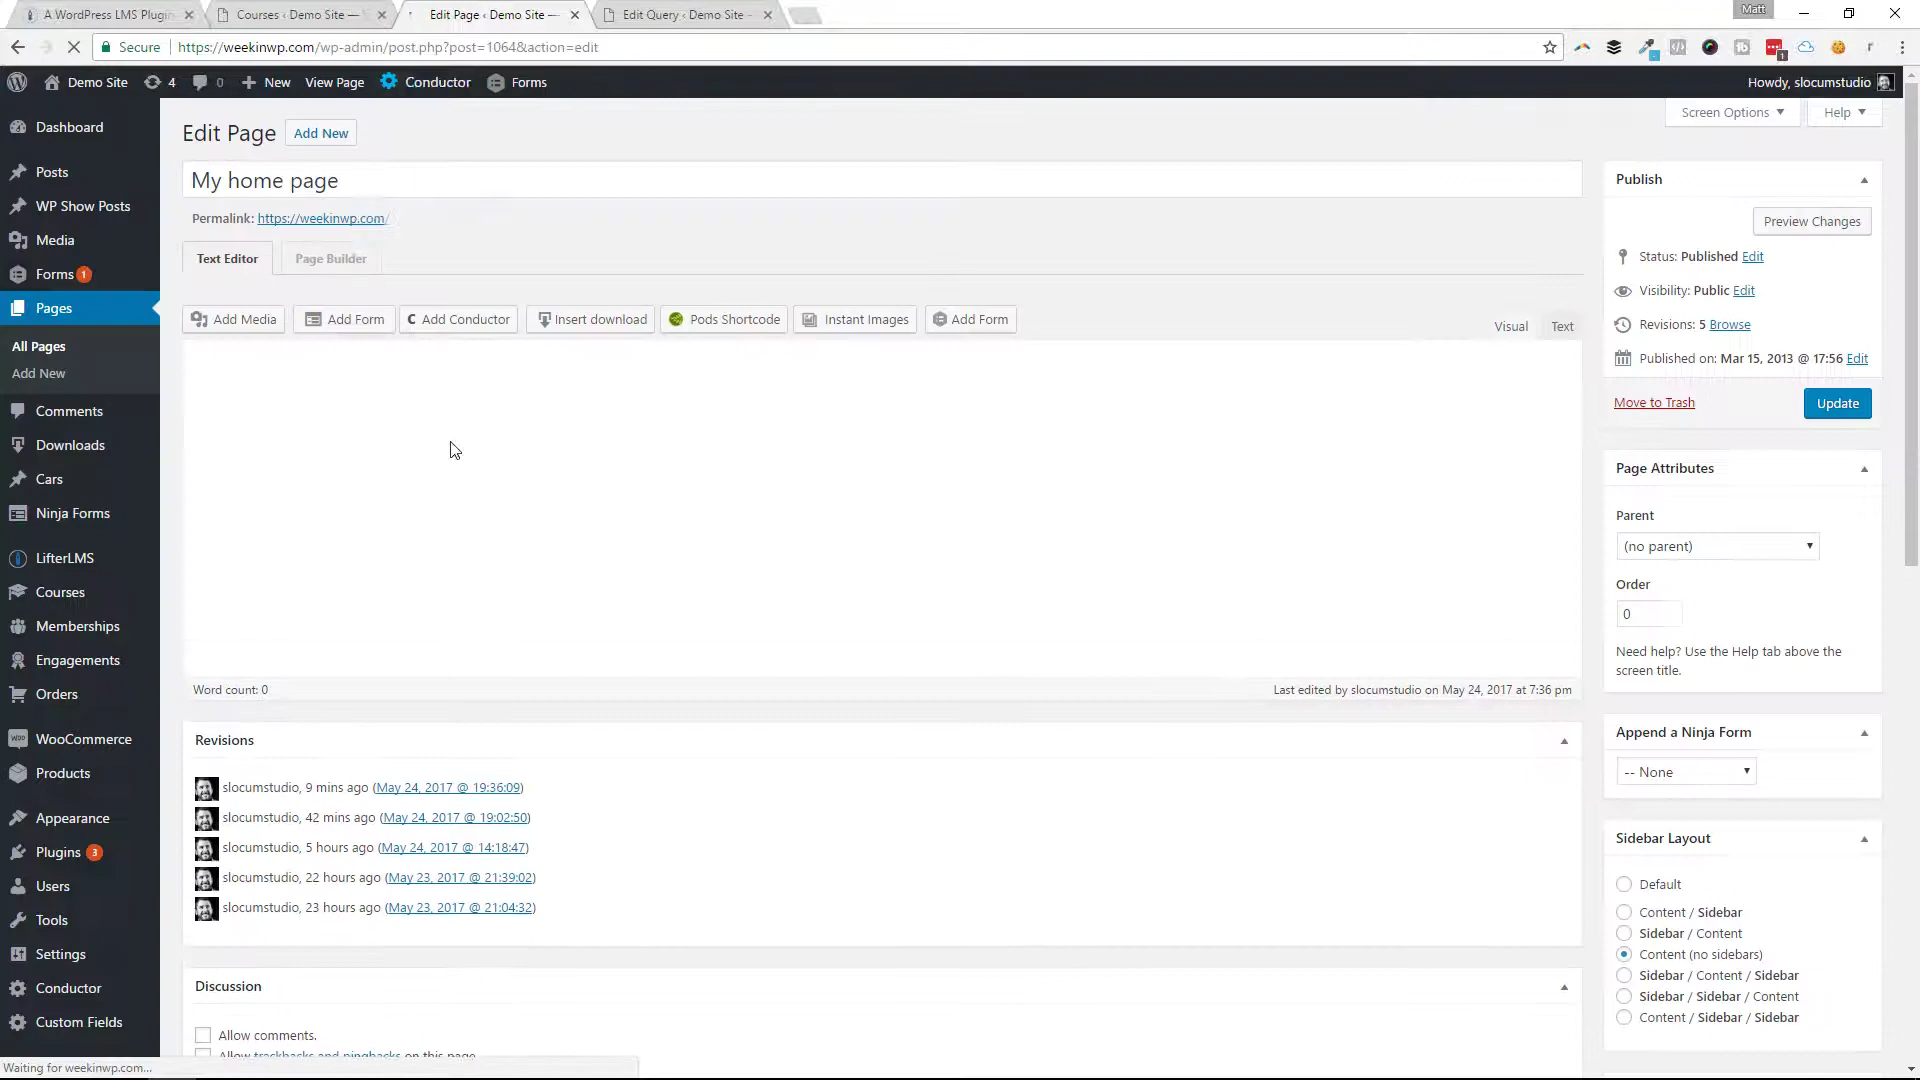 A WordPress LMS Plugin
Courses ‹ Demo Site —
Edit Page ‹ Demo Site —
Edit Query ‹ Demo Site -
Matt
Secure
https://weekinwp.com/wp-admin/post.php?post=1064&action=edit
1
Demo Site
4
0
New
View Page
Conductor
Forms
Howdy, slocumstudio
Screen Options
Help
Dashboard
Posts
WP Show Posts
Media
Forms 1
Pages
All Pages
Add New
Comments
Downloads
Cars
Ninja Forms
LifterLMS
Courses
Memberships
Engagements
Orders
WooCommerce
Products
Appearance
Plugins 3
Users
Tools
Settings
Conductor
Custom Fields
Edit Page
Add New
My home page
Permalink: https://weekinwp.com/
Text Editor
Page Builder
Add Media
Add Form
C Add Conductor
Insert download
Pods Shortcode
Instant Images
Add Form
Visual
Text
Word count: 0
Last edited by slocumstudio on May 24, 2017 at 7:36 pm
Revisions
slocumstudio, 9 mins ago (May 24, 2017 @ 19:36:09)
slocumstudio, 42 mins ago (May 24, 2017 @ 19:02:50)
slocumstudio, 5 hours ago (May 24, 2017 @ 14:18:47)
slocumstudio, 22 hours ago (May 23, 2017 @ 21:39:02)
slocumstudio, 23 hours ago (May 23, 2017 @ 21:04:32)
Discussion
Allow comments.
Allow trackbacks and pingbacks on this page
Publish
Preview Changes
Status: Published Edit
Visibility: Public Edit
Revisions: 5 Browse
Published on: Mar 15, 2013 @ 17:56 Edit
Move to Trash
Update
Page Attributes
Parent
(no parent)
Order
0
Need help? Use the Help tab above the
screen title.
Append a Ninja Form
-- None
Sidebar Layout
Default
Content / Sidebar
Sidebar / Content
Content (no sidebars)
Sidebar / Content / Sidebar
Sidebar / Sidebar / Content
Content / Sidebar / Sidebar
Waiting for weekinwp.com...